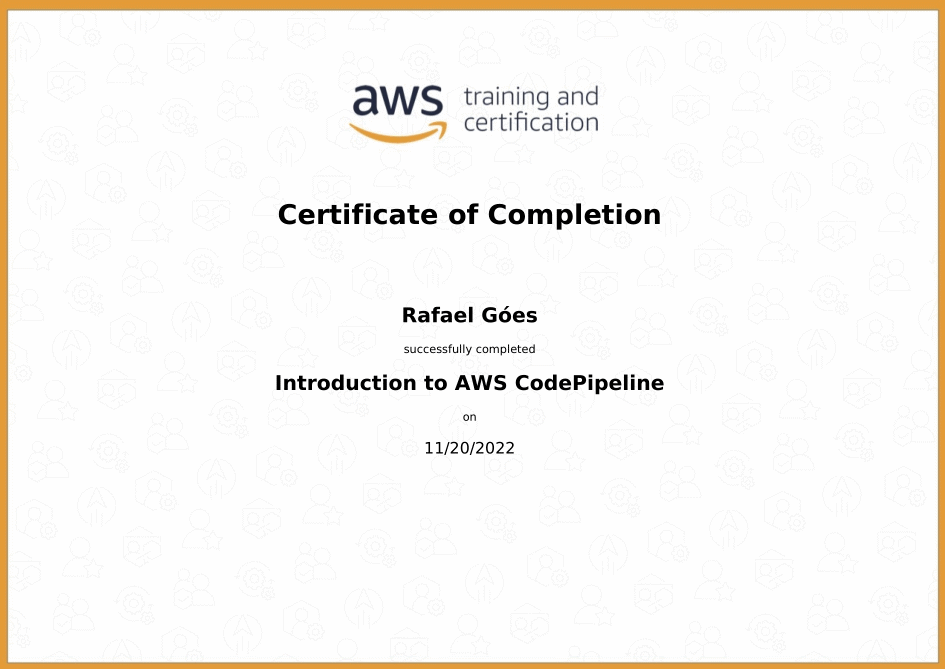 aws training and
certification
Certificate of Completion
Rafael Góes
successfully completed
Introduction to AWS CodePipeline
on
11/20/2022